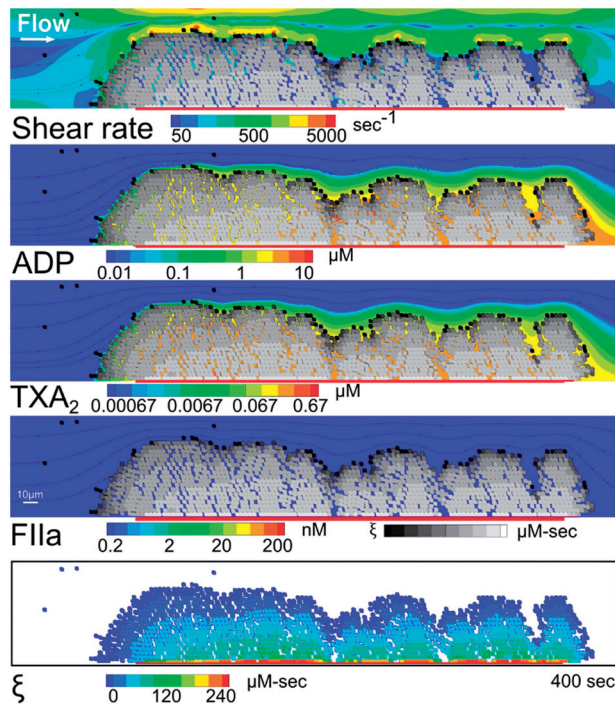 Flow
Shear rate 50 500 5000 sec⁻¹
ADP 0.01 0.1 1 10 μM
TXA₂ 0.00067 0.0067 0.067 0.67 μM
10μm
FIIa 0.2 2 20 200 nM ξ μM-sec
ξ 0 120 240 μM-sec 400 sec